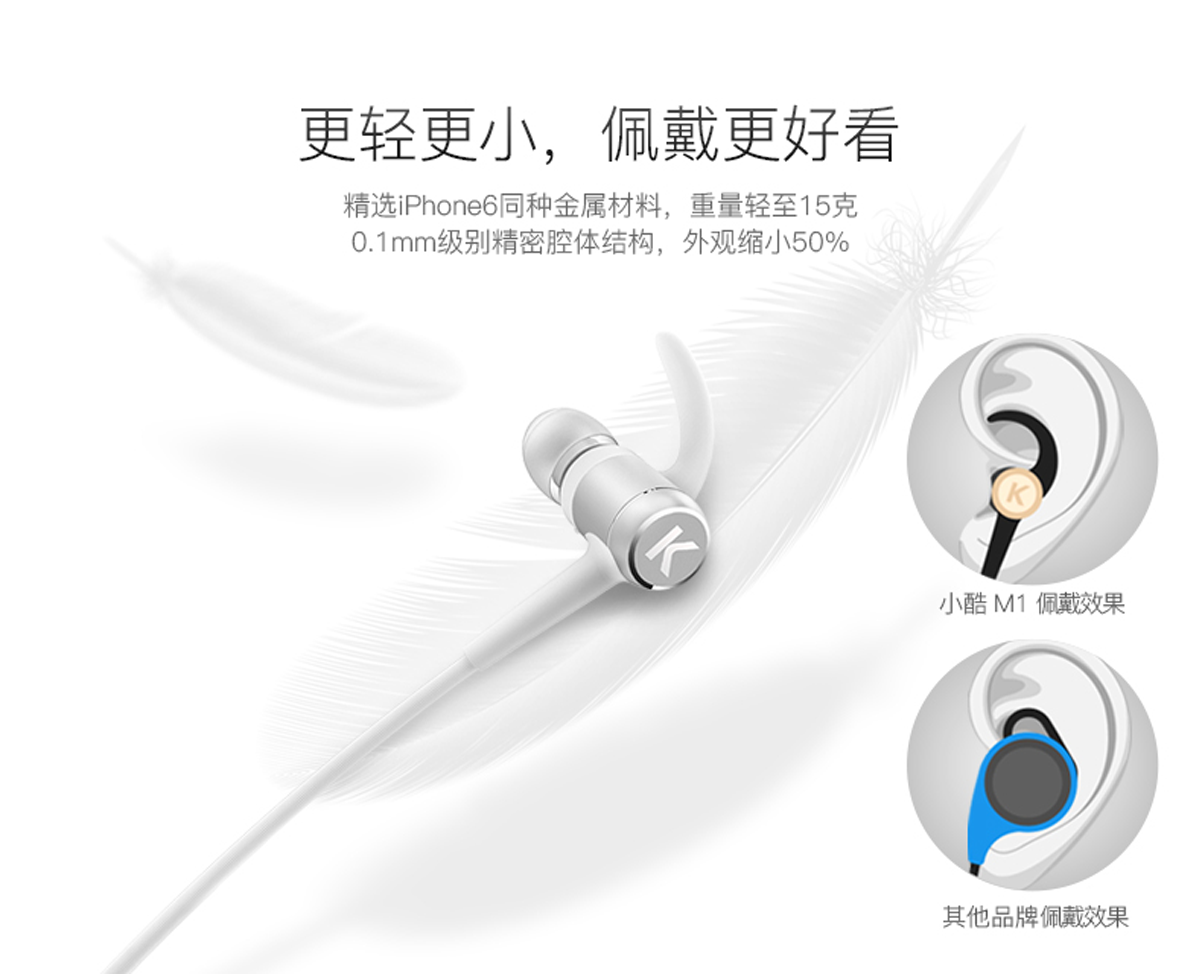 更轻更小，佩戴更好看
精选iPhone6同种金属材料，重量轻至15克
0.1mm级别精密腔体结构，外观缩小50%
K
K
小酷 M1 佩戴效果
其他品牌佩戴效果